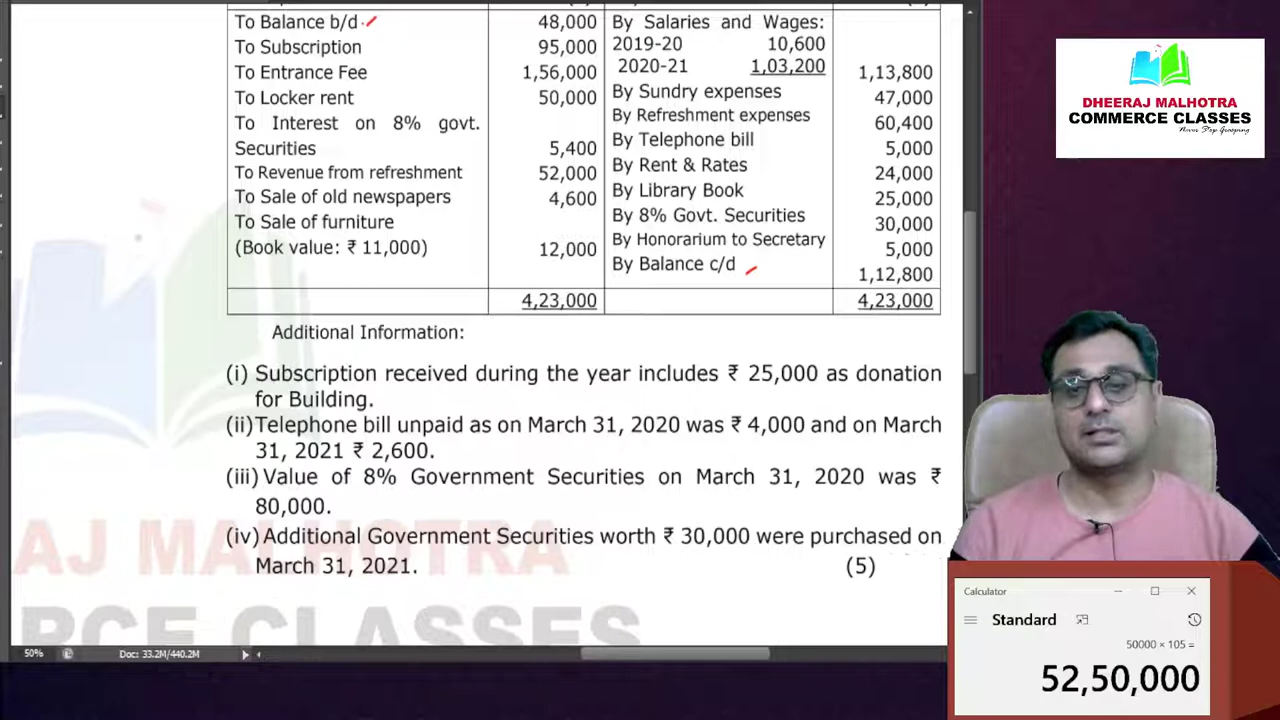 To Balance b/d 48,000 By Salaries and Wages:
To Subscription 95,000 2019-20 10,600
To Entrance Fee 1,56,000 2020-21 1,03,200 1,13,800
To Locker rent 50,000 By Sundry expenses 47,000
To Interest on 8% govt. By Refreshment expenses 60,400
Securities 5,400 By Telephone bill 5,000
To Revenue from refreshment 52,000 By Rent & Rates 24,000
To Sale of old newspapers 4,600 By Library Book 25,000
To Sale of furniture By 8% Govt. Securities 30,000
(Book value: ₹ 11,000) 12,000 By Honorarium to Secretary 5,000
By Balance c/d 1,12,800
4,23,000 4,23,000
Additional Information:
(i) Subscription received during the year includes ₹ 25,000 as donation
for Building.
(ii) Telephone bill unpaid as on March 31, 2020 was ₹ 4,000 and on March
31, 2021 ₹ 2,600.
(iii) Value of 8% Government Securities on March 31, 2020 was ₹
80,000.
(iv) Additional Government Securities worth ₹ 30,000 were purchased on
March 31, 2021. (5)
AJ MALHOTRA
RCE CLASSES
50% Doc: 33.2M/440.2M
DHEERAJ MALHOTRA
COMMERCE CLASSES
Never Stop Growing
Calculator
Standard
50000 × 105 =
52,50,000